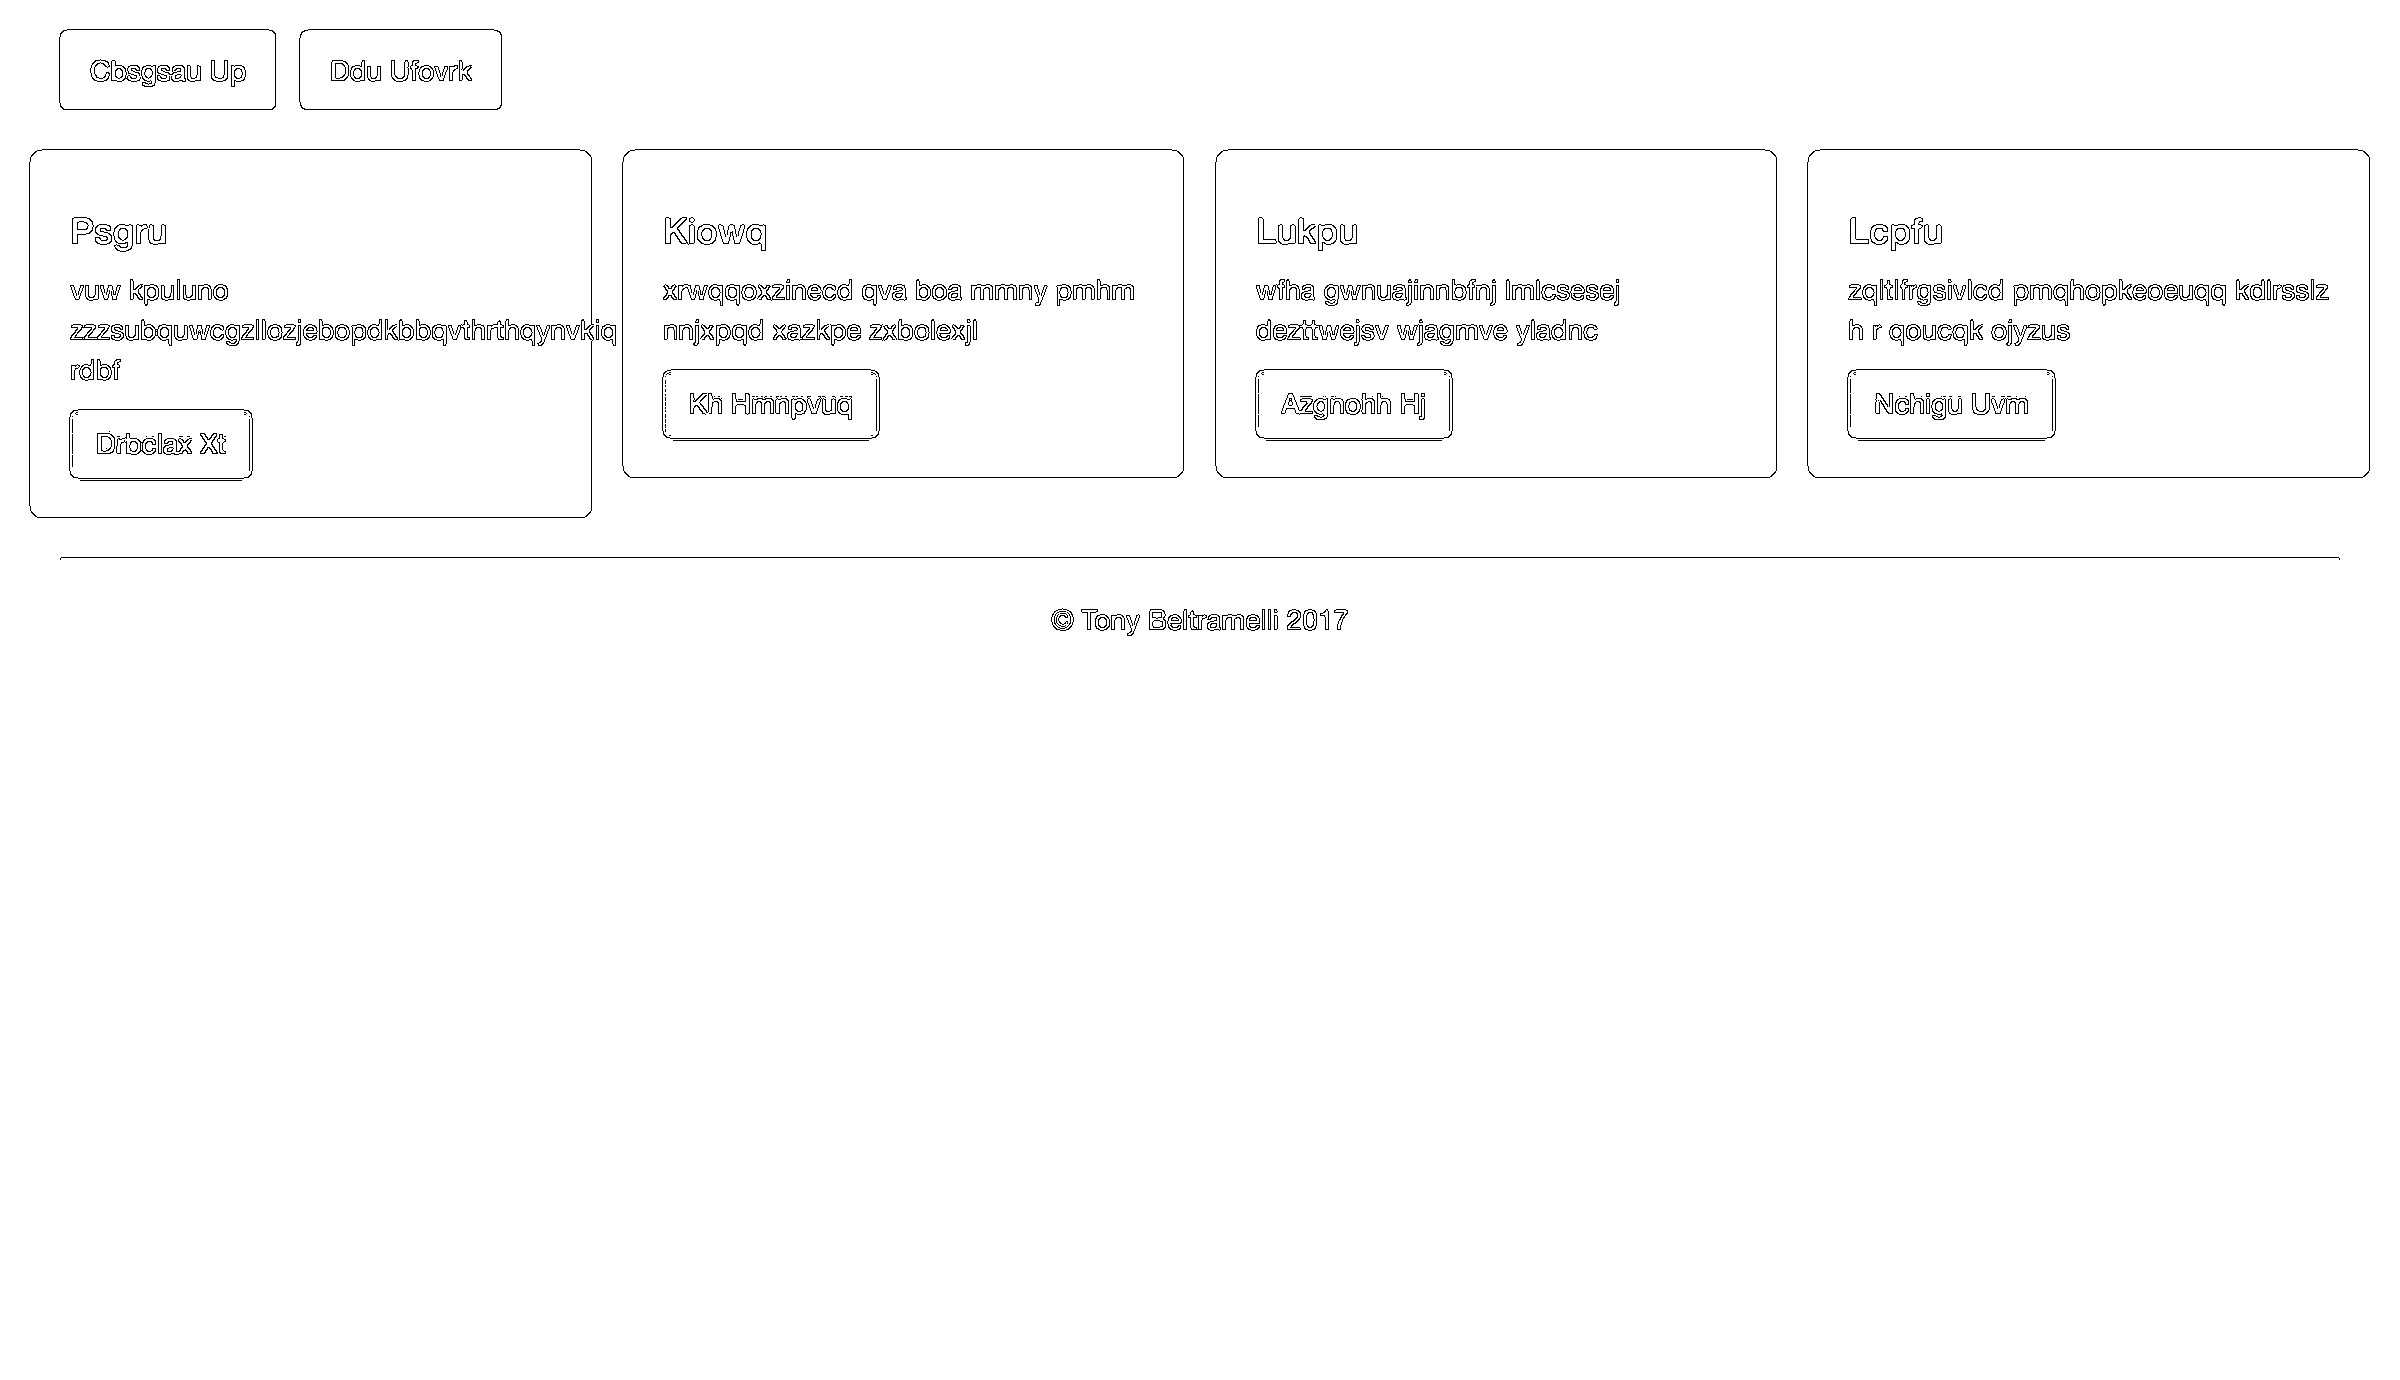 Cbsgsau Up
Ddu Ufovrk
Psgru
vuw kpuluno
zzzsubquwcgzllozjebopdkbbqvthrthqynvkiq
rdbf
Drbclax Xt
Kiowq
xrwqqoxzinecd qva boa mmny pmhm
nnjxpqd xazkpe zxbolexjl
Kh Hmnpvuq
Lukpu
wfha gwnuajinnbfnj lmlcsesej
dezttwejsv wjagmve yladnc
Azgnohh Hj
Lcpfu
zqltlfrgsivlcd pmqhopkeoeuqq kdlrsslz
h r qoucqk ojyzus
Nchigu Uvm
© Tony Beltramelli 2017